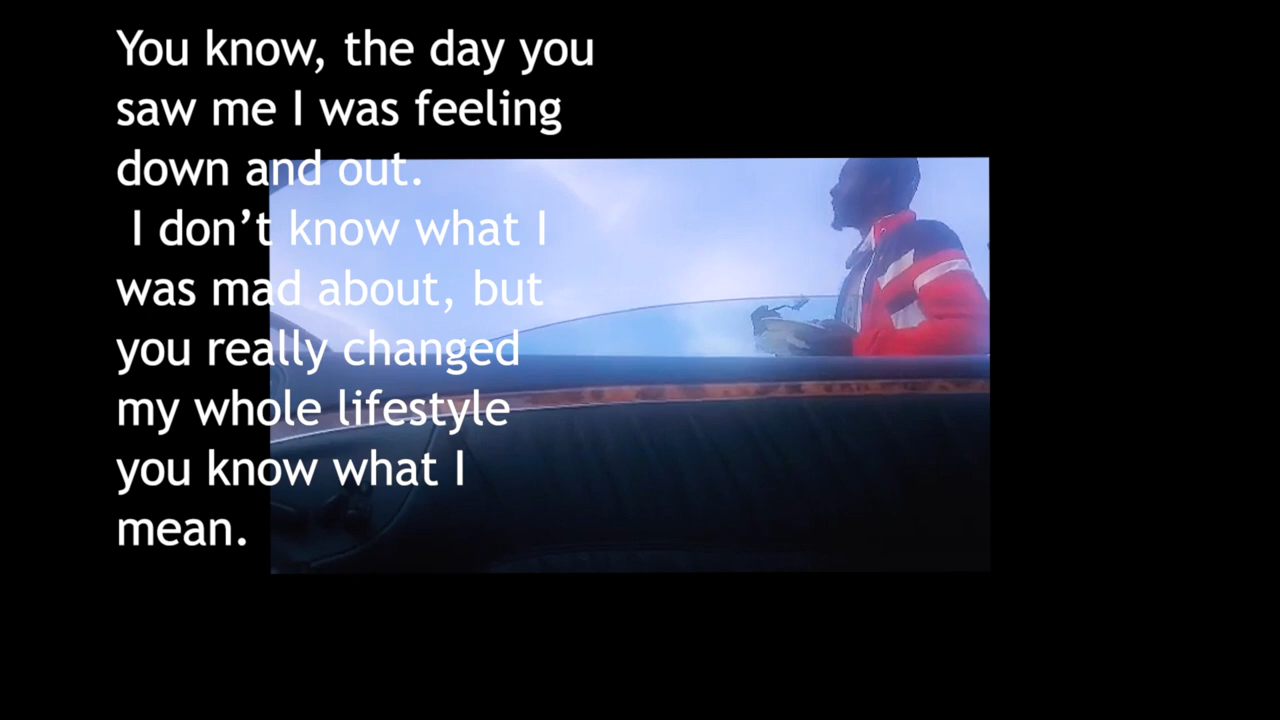 You know, the day you
saw me I was feeling
down and out.
I don’t know what I
was mad about, but
you really changed
my whole lifestyle
you know what I
mean.